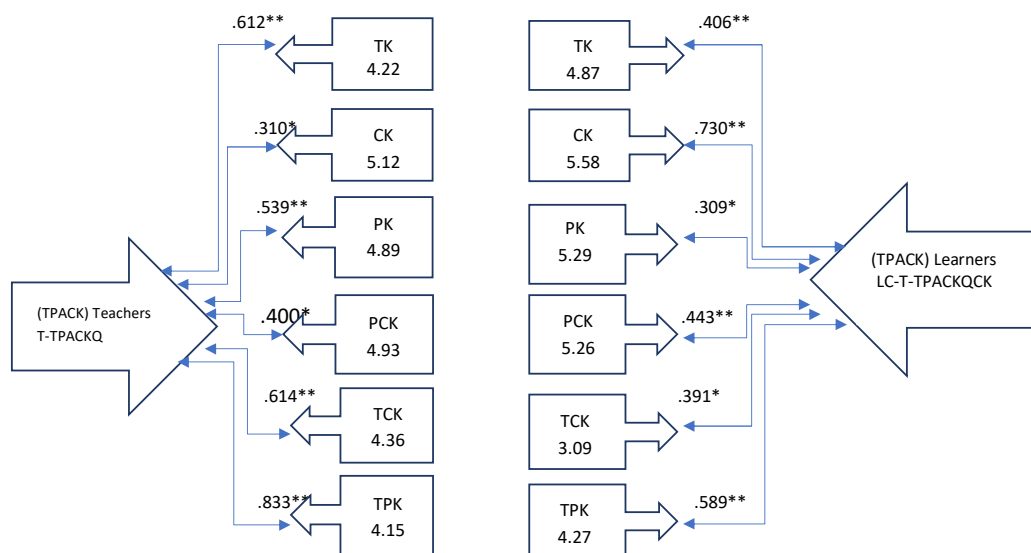 .612**
TK
4.22
.310*
CK
5.12
.539**
PK
4.89
(TPACK) Teachers
T-TPACKQ
.400*
PCK
4.93
.614**
TCK
4.36
.833**
TPK
4.15
TK
4.87
.406**
CK
5.58
.730**
PK
5.29
.309*
(TPACK) Learners
LC-T-TPACKQCK
PCK
5.26
.443**
TCK
3.09
.391*
TPK
4.27
.589**